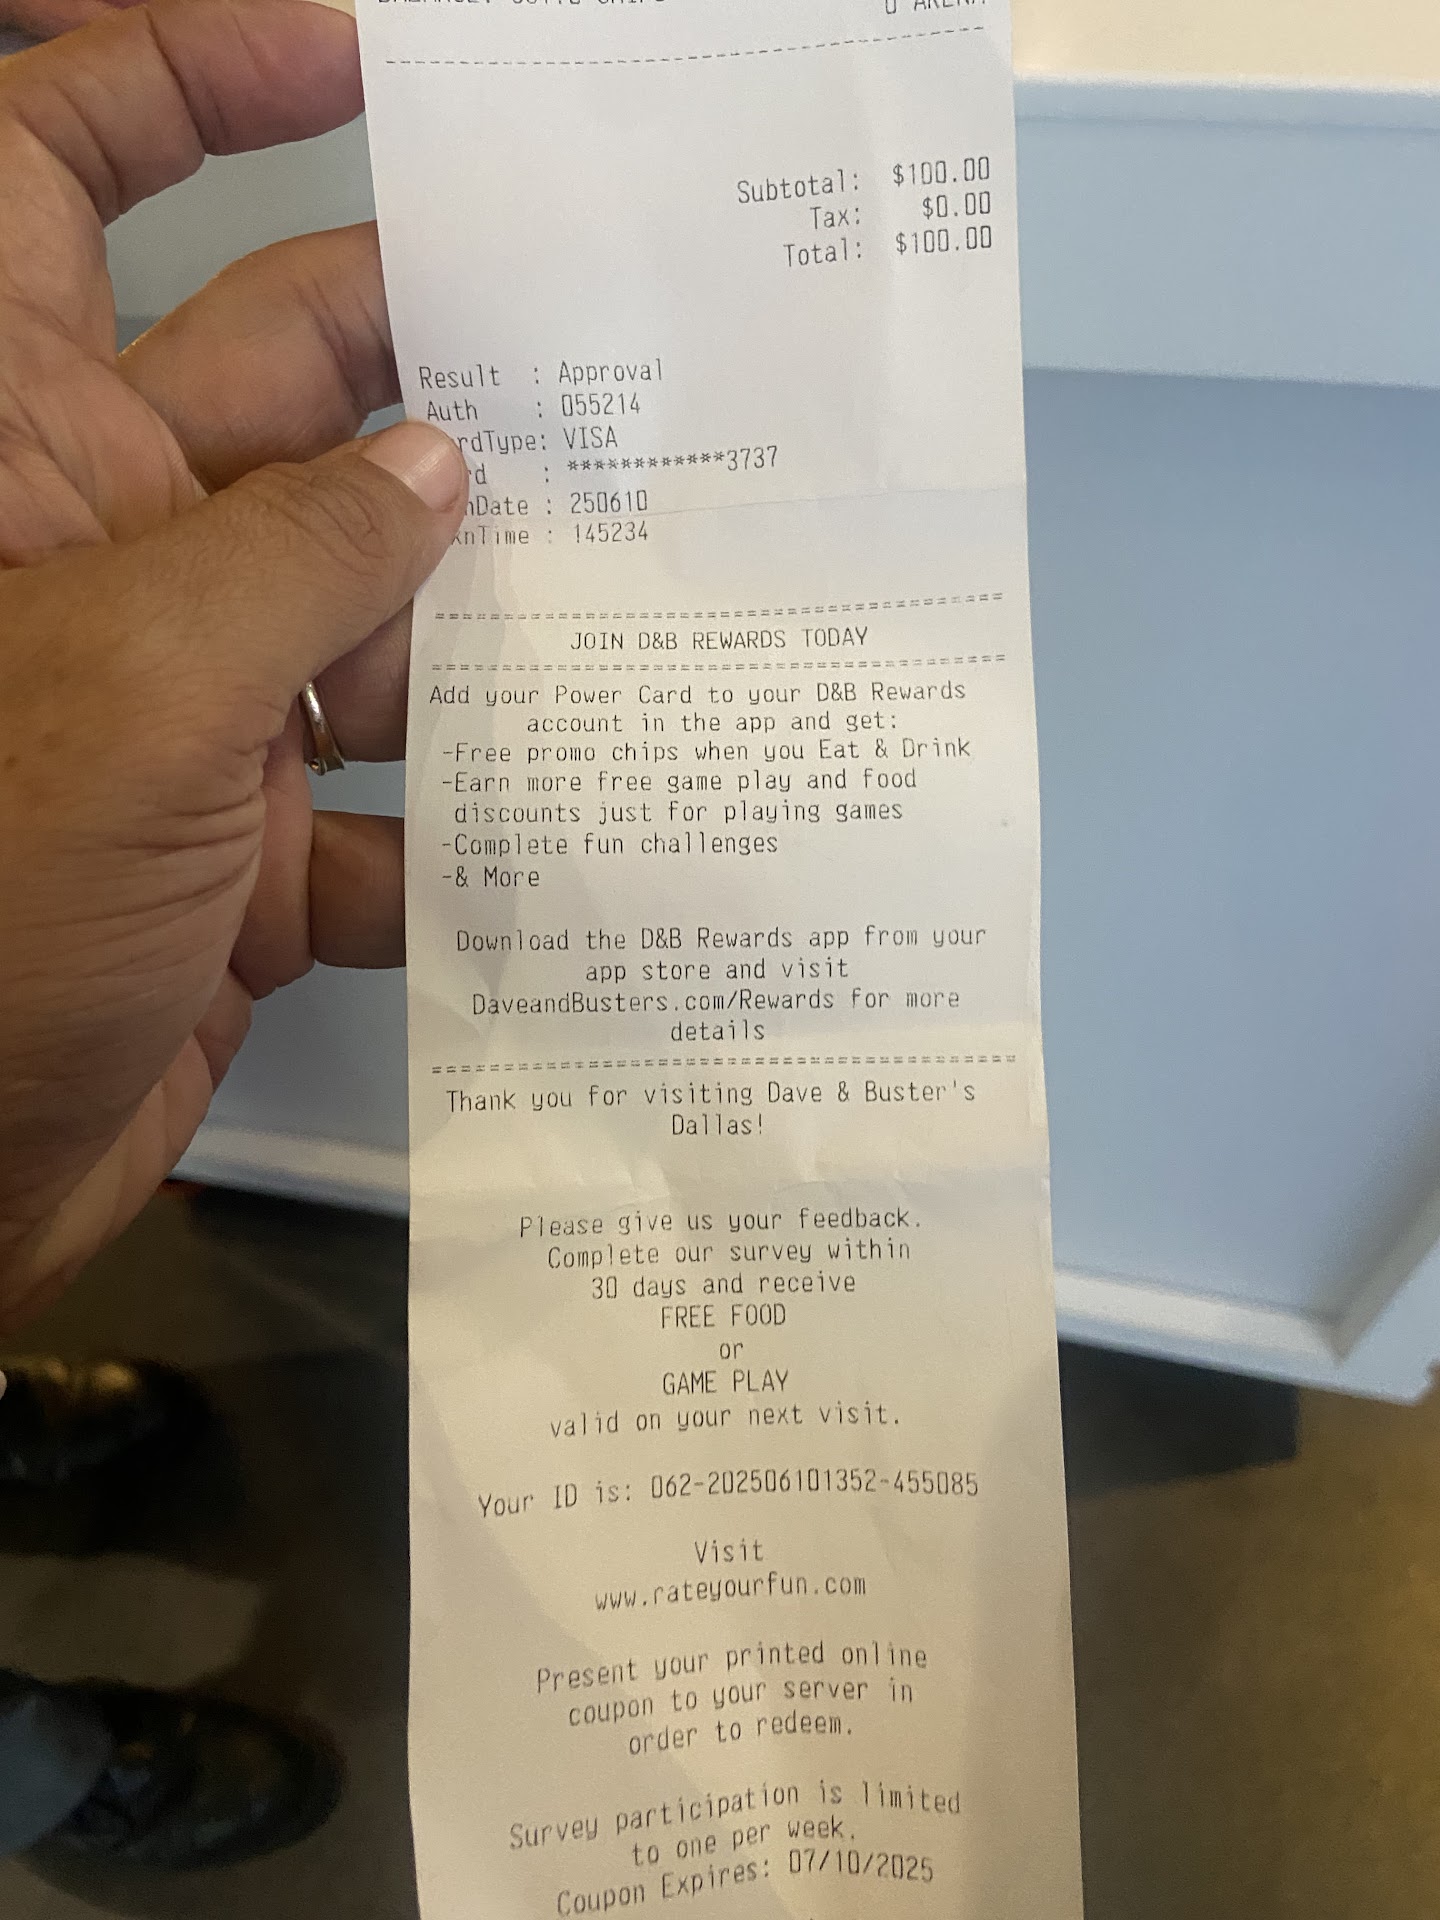 Subtotal: $100.00
Tax: $0.00
Total: $100.00
Result : Approval
Auth : 055214
rdType: VISA
rd : ************3737
nDate : 250610
xnTime : 145234
=============================================
JOIN D&B REWARDS TODAY
=============================================
Add your Power Card to your D&B Rewards
account in the app and get:
-Free promo chips when you Eat & Drink
-Earn more free game play and food
discounts just for playing games
-Complete fun challenges
-& More
Download the D&B Rewards app from your
app store and visit
DaveandBusters.com/Rewards for more
details
=============================================
Thank you for visiting Dave & Buster's
Dallas!
Please give us your feedback.
Complete our survey within
30 days and receive
FREE FOOD
or
GAME PLAY
valid on your next visit.
Your ID is: 062-202506101352-455085
Visit
www.rateyourfun.com
Present your printed online
coupon to your server in
order to redeem.
Survey participation is limited
to one per week.
Coupon Expires: 07/10/2025